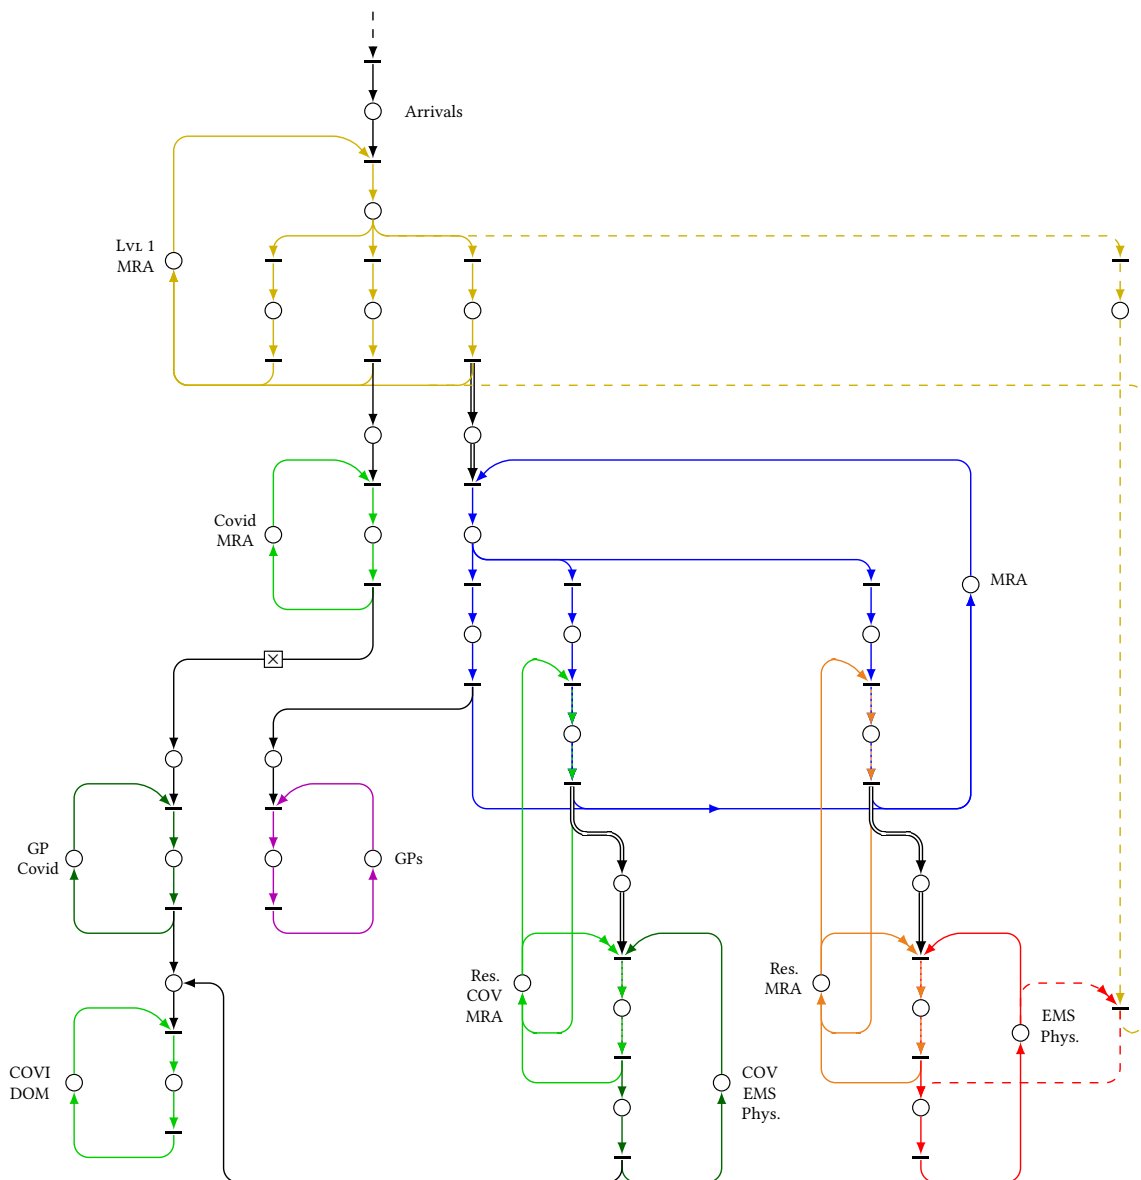 Arrivals
Lvl 1
MRA
Covid
MRA
MRA
GP
Covid
GPs
Res.
COV
MRA
Res.
MRA
EMS
Phys.
COVI
DOM
COV
EMS
Phys.